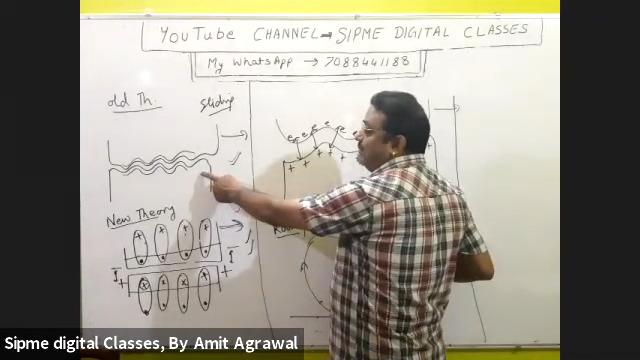 YouTube CHANNEL - SIPME DIGITAL CLASSES
My WhatsApp → 7088441188
old Th.
sliding
New Theory
Sipme digital Classes, By Amit Agrawal